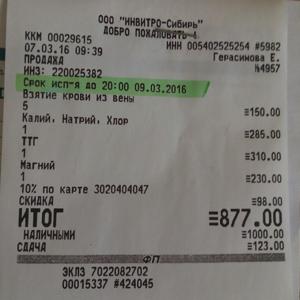 ООО "ИНВИТРО-Сибирь"
ДОБРО ПОЖАЛОВАТЬ !
ККМ 00029615 ИНН 005402525254 #5982
07.03.16 09:39 Герасимова Е.
ПРОДАЖА №4957
ИНЗ: 220025382
Срок исп-я до 20:00 09.03.2016
Взятие крови из вены
5 ≡150.00
Калий, Натрий, Хлор
1 ≡285.00
ТТГ
1 ≡310.00
Магний
1 ≡230.00
10% по карте 3020404047
СКИДКА ≡98.00
ИТОГ ≡877.00
НАЛИЧНЫМИ ≡1000.00
СДАЧА ≡123.00
ФП
ЭКЛЗ 7022082702
00015337 #424045